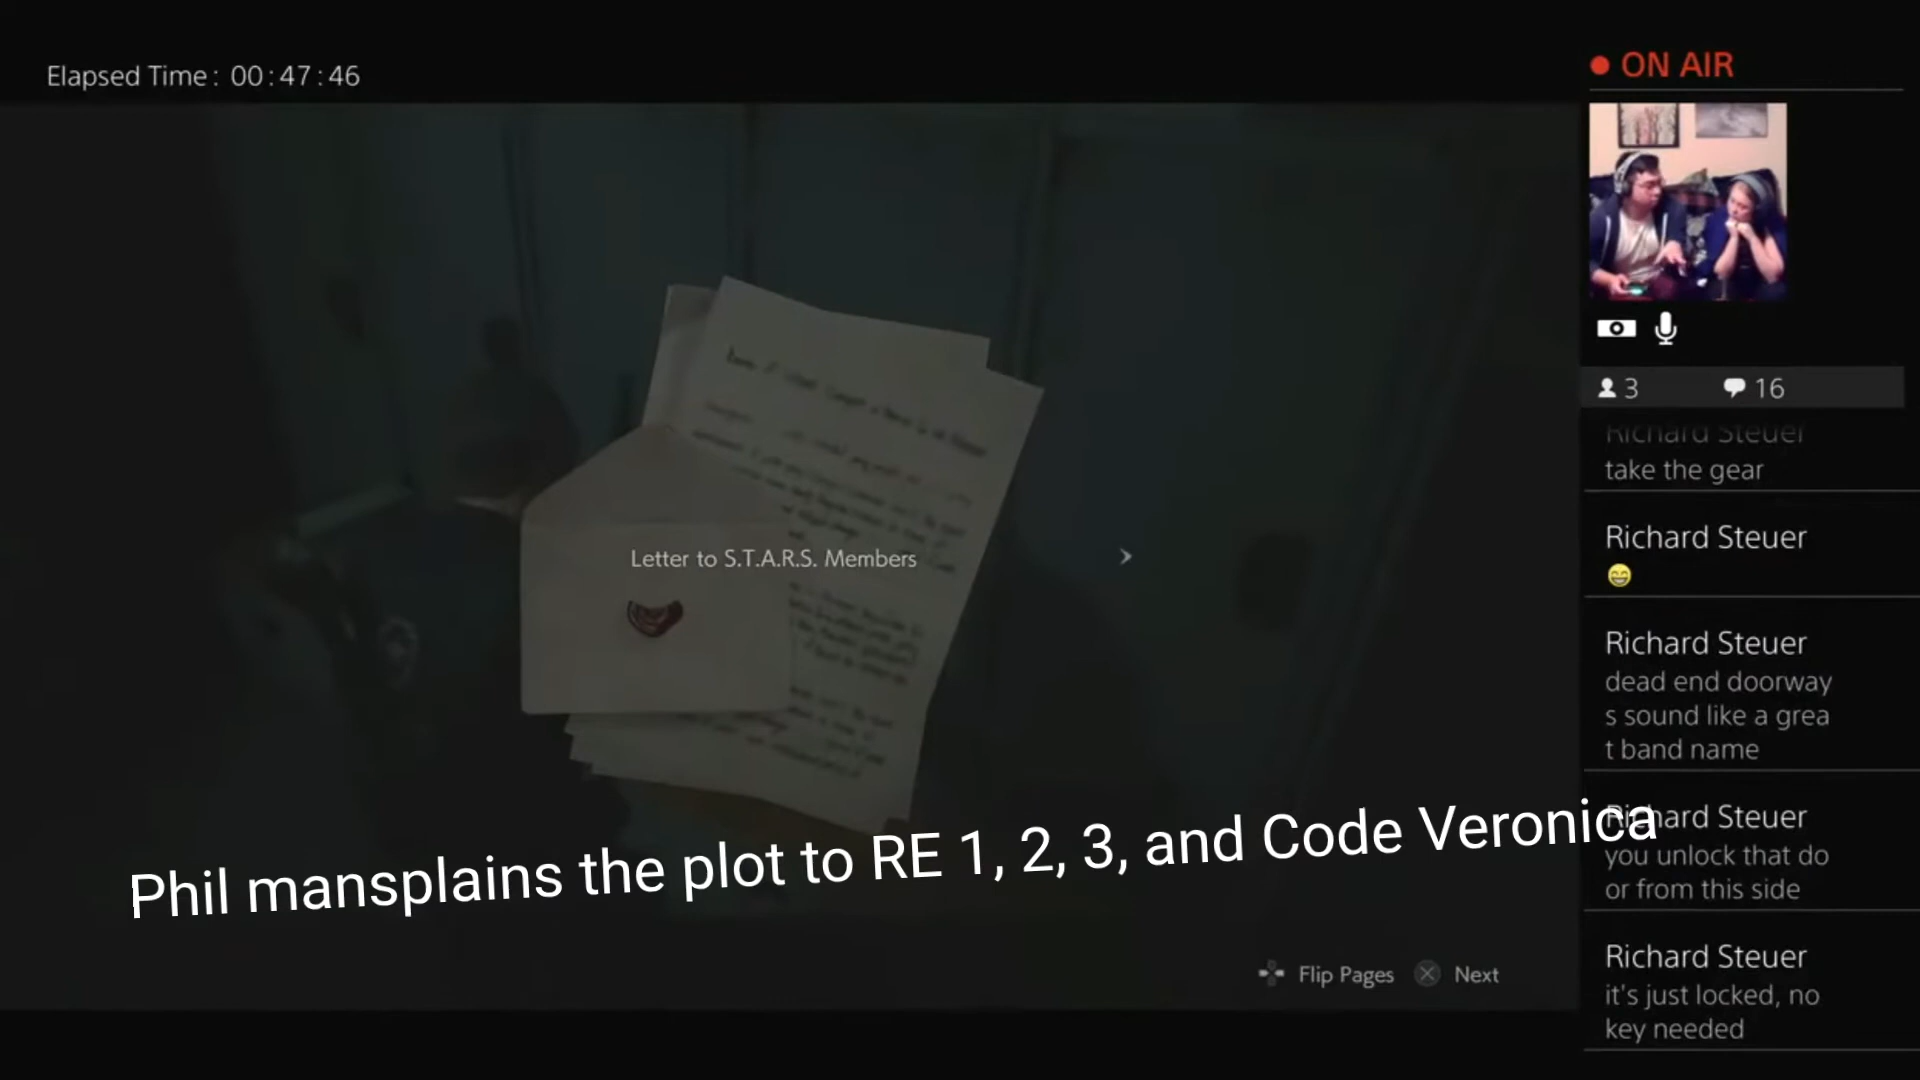 Elapsed Time: 00:47:46
ON AIR
3
16
Richard Steuer
take the gear
Richard Steuer
😁
Richard Steuer
dead end doorway
s sound like a grea
t band name
Richard Steuer
you unlock that do
or from this side
Richard Steuer
it's just locked, no
key needed
Letter to S.T.A.R.S. Members
Phil mansplains the plot to RE 1, 2, 3, and Code Veronica
Flip Pages
Next